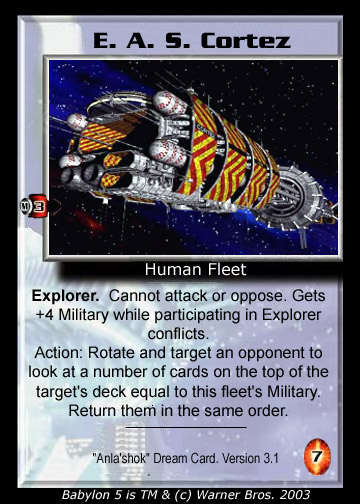 E. A. S. Cortez
M 3
Human Fleet
Explorer. Cannot attack or oppose. Gets
+4 Military while participating in Explorer
conflicts.
Action: Rotate and target an opponent to
look at a number of cards on the top of the
target's deck equal to this fleet's Military.
Return them in the same order.
"Anla'shok" Dream Card. Version 3.1
7
Babylon 5 is TM & (c) Warner Bros. 2003